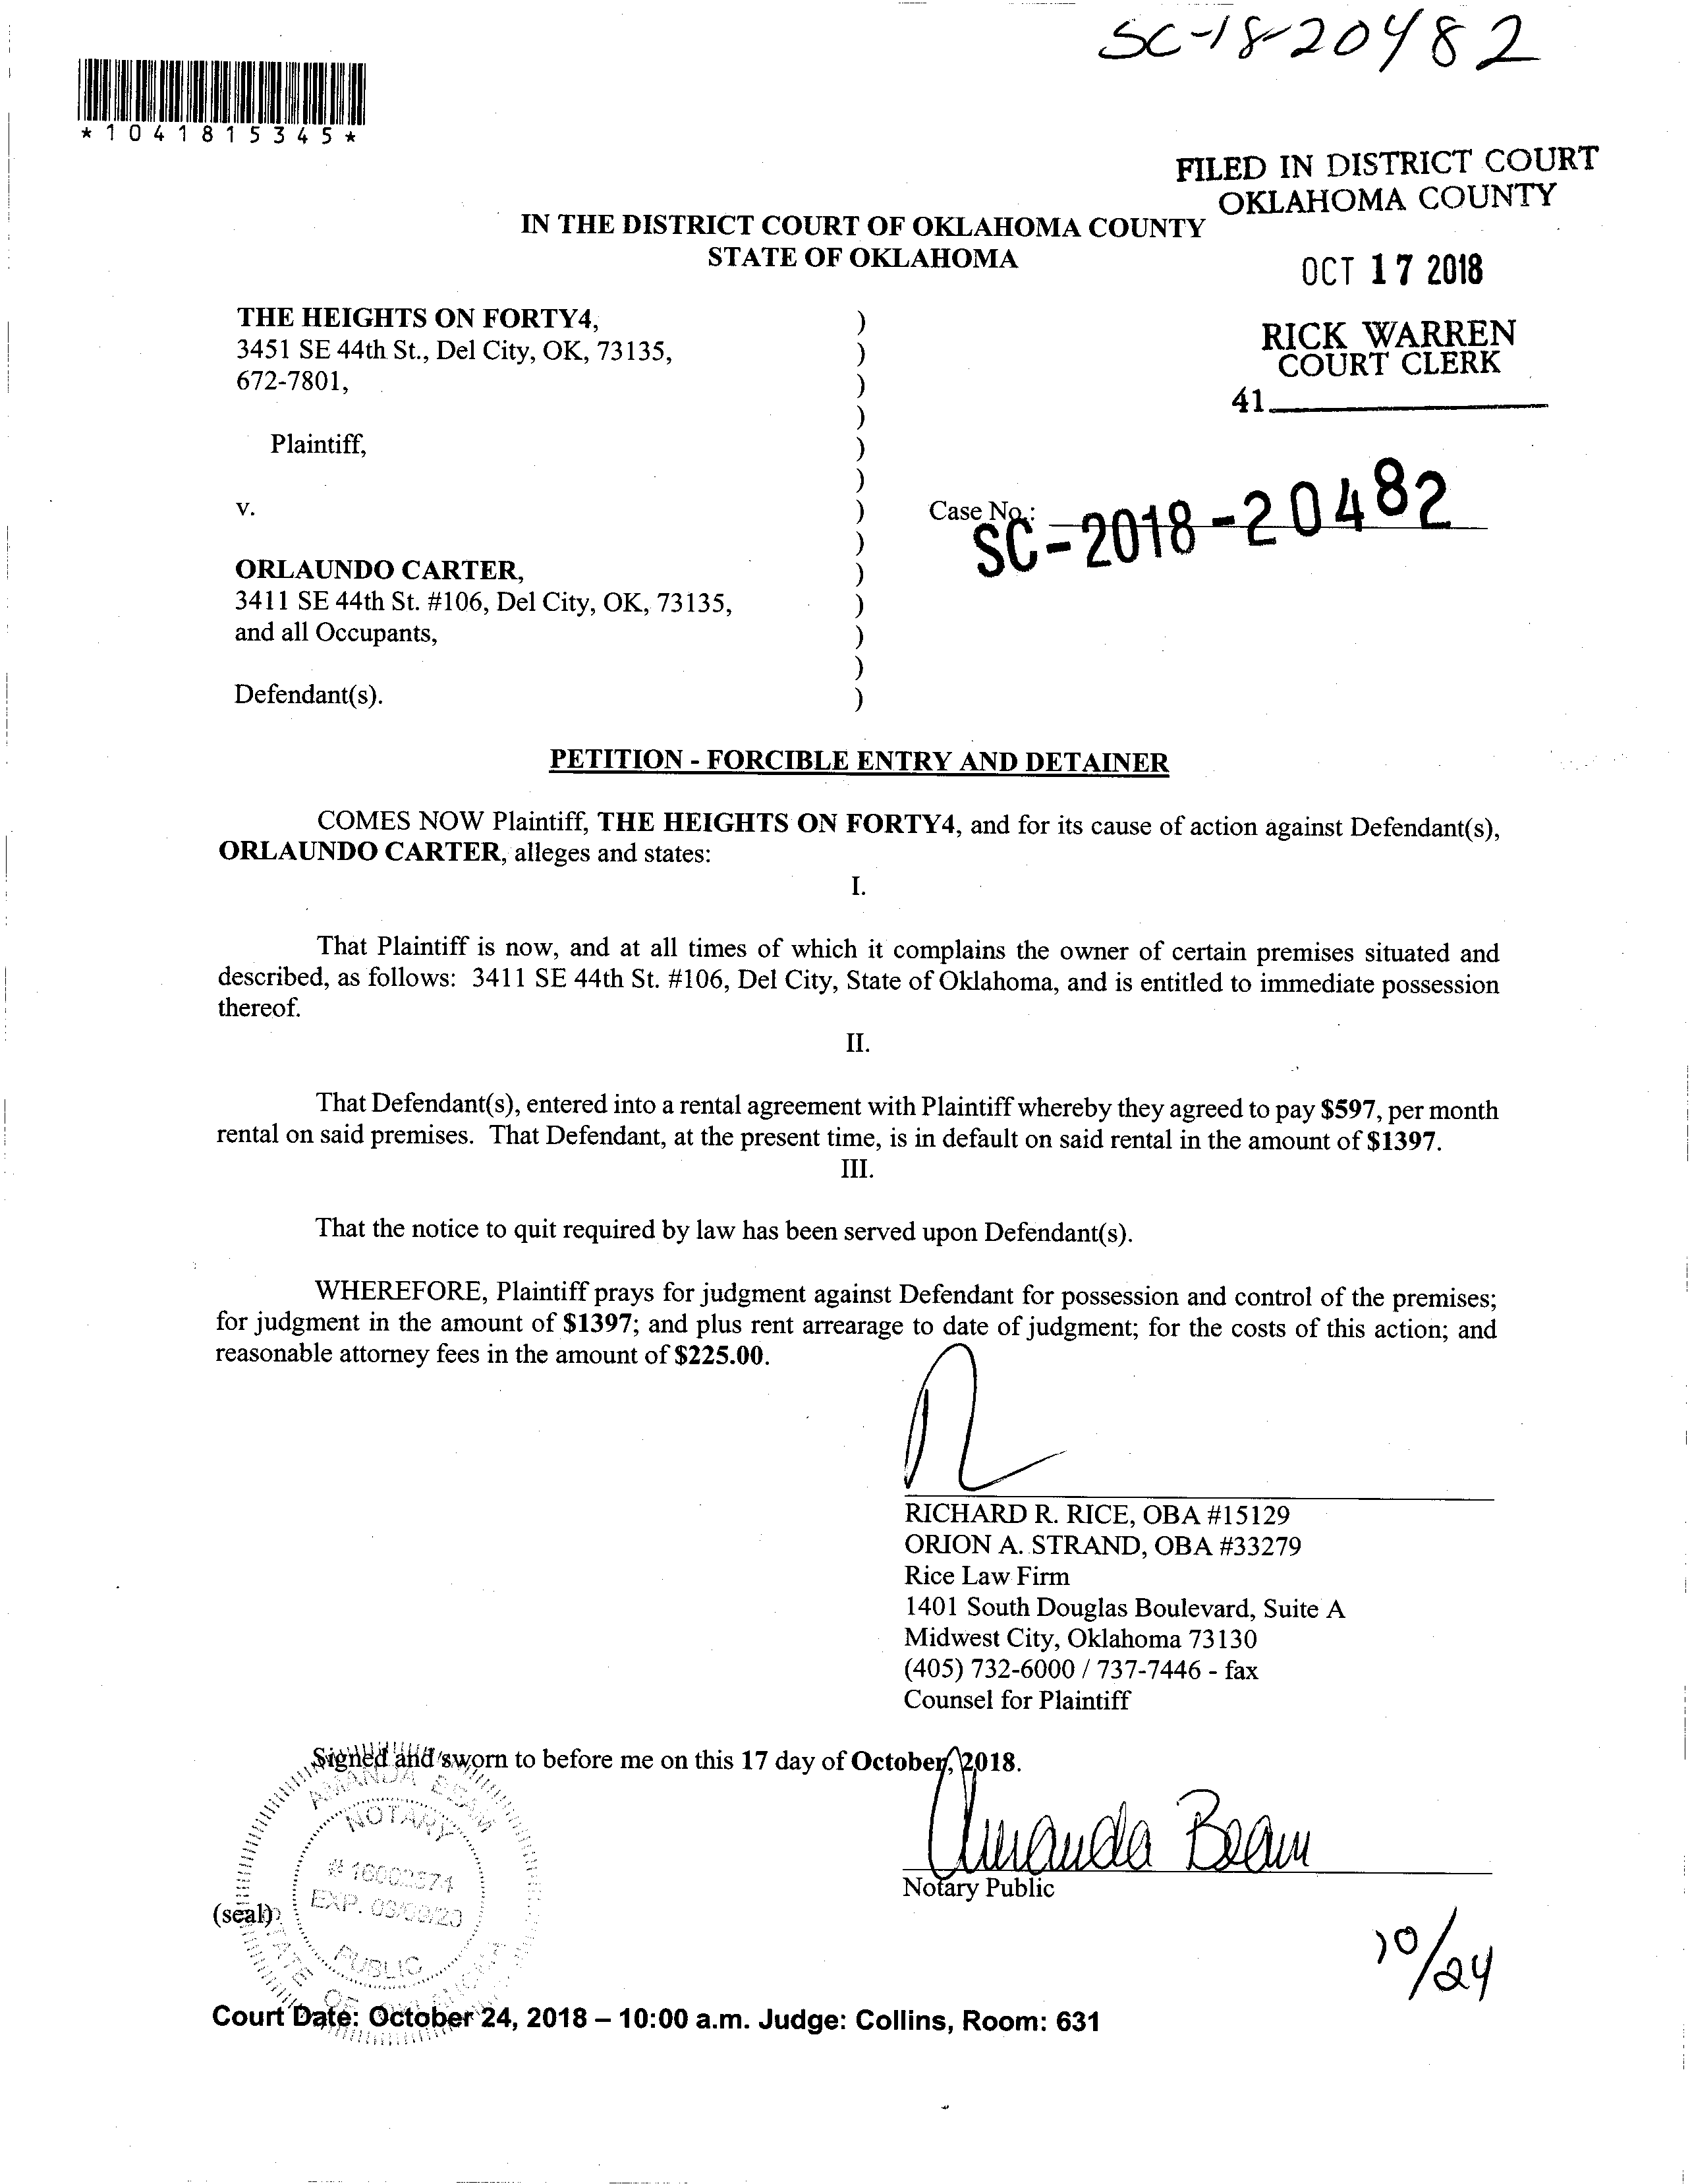 SC-18-20482
*1041815345*
FILED IN DISTRICT COURT
OKLAHOMA COUNTY
IN THE DISTRICT COURT OF OKLAHOMA COUNTY
STATE OF OKLAHOMA
OCT 17 2018
RICK WARREN
COURT CLERK
41
THE HEIGHTS ON FORTY4, )
3451 SE 44th St., Del City, OK, 73135, )
672-7801, )
)
Plaintiff, )
)
v. ) Case No.: SC-2018-20482
)
ORLAUNDO CARTER, )
3411 SE 44th St. #106, Del City, OK, 73135, )
and all Occupants, )
)
Defendant(s). )
PETITION - FORCIBLE ENTRY AND DETAINER
COMES NOW Plaintiff, THE HEIGHTS ON FORTY4, and for its cause of action against Defendant(s),
ORLAUNDO CARTER, alleges and states:
I.
That Plaintiff is now, and at all times of which it complains the owner of certain premises situated and
described, as follows: 3411 SE 44th St. #106, Del City, State of Oklahoma, and is entitled to immediate possession
thereof.
II.
That Defendant(s), entered into a rental agreement with Plaintiff whereby they agreed to pay $597, per month
rental on said premises. That Defendant, at the present time, is in default on said rental in the amount of $1397.
III.
That the notice to quit required by law has been served upon Defendant(s).
WHEREFORE, Plaintiff prays for judgment against Defendant for possession and control of the premises;
for judgment in the amount of $1397; and plus rent arrearage to date of judgment; for the costs of this action; and
reasonable attorney fees in the amount of $225.00.
RICHARD R. RICE, OBA #15129
ORION A. STRAND, OBA #33279
Rice Law Firm
1401 South Douglas Boulevard, Suite A
Midwest City, Oklahoma 73130
(405) 732-6000 / 737-7446 - fax
Counsel for Plaintiff
Signed and sworn to before me on this 17 day of October, 2018.
Amanda Beam
Notary Public
AMANDA BEAM
NOTARY
EXP.
PUBLIC
STATE OF OKLAHOMA
(seal)
10/24
Court Date: October 24, 2018 – 10:00 a.m. Judge: Collins, Room: 631